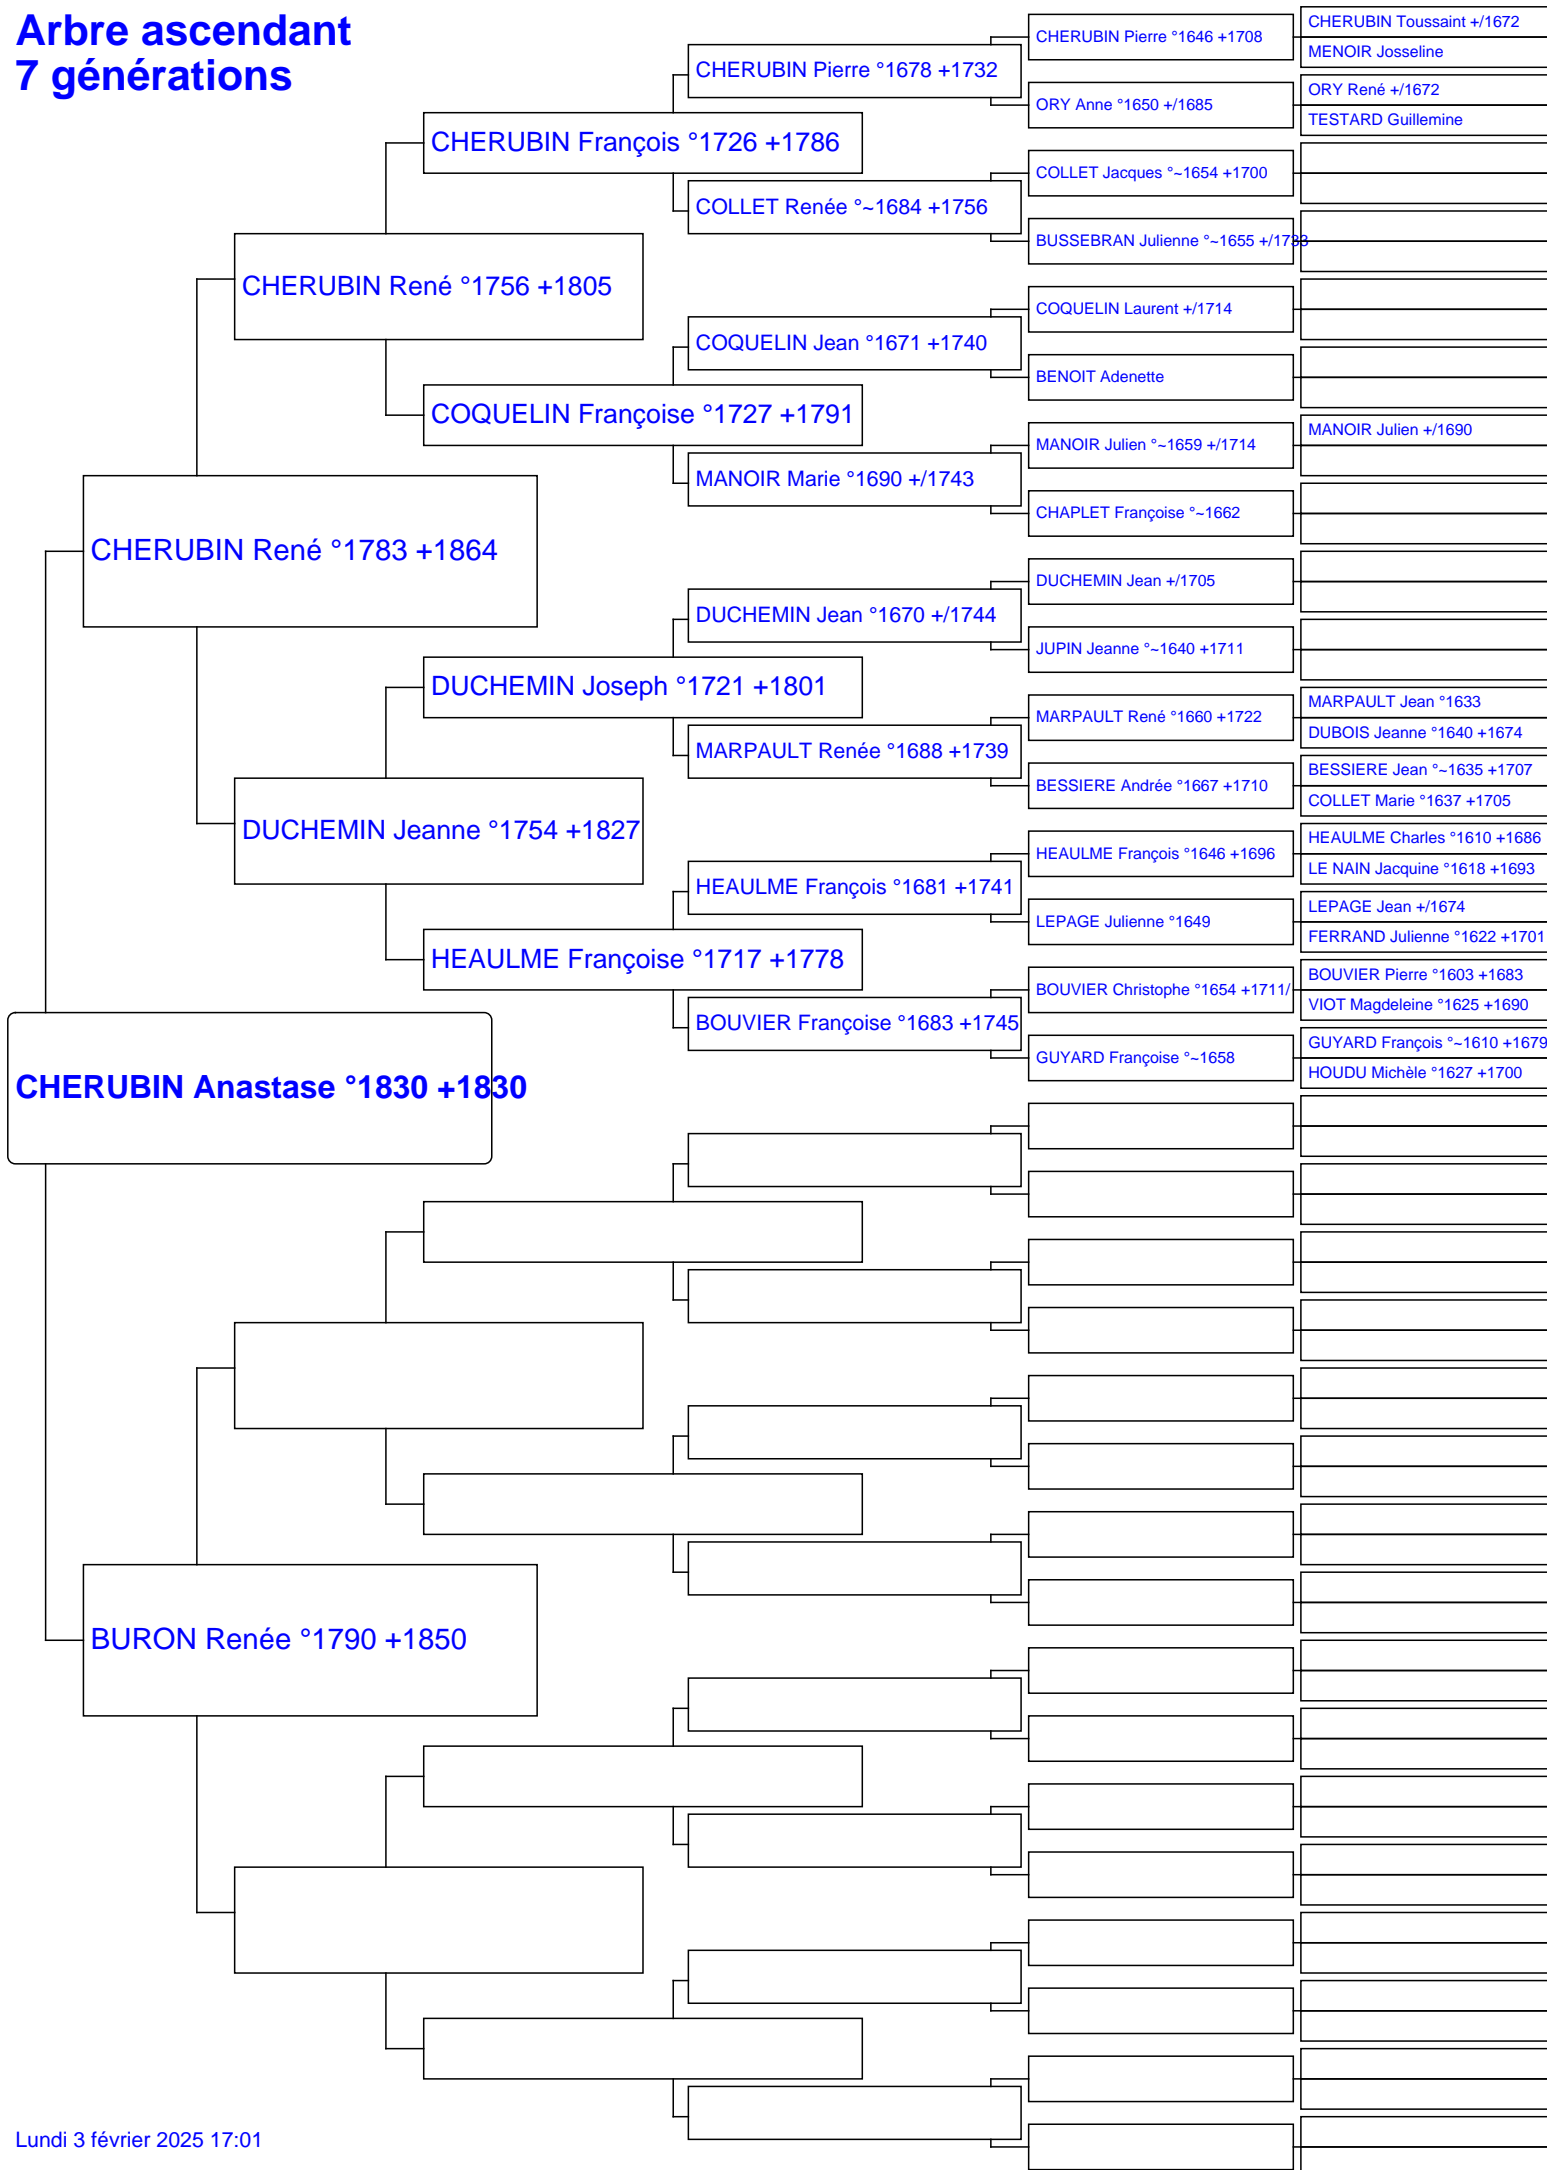 Arbre ascendant
7 générations
CHERUBIN Anastase °1830 +1830
CHERUBIN René °1783 +1864
BURON Renée °1790 +1850
CHERUBIN René °1756 +1805
DUCHEMIN Jeanne °1754 +1827
CHERUBIN François °1726 +1786
COQUELIN Françoise °1727 +1791
DUCHEMIN Joseph °1721 +1801
HEAULME Françoise °1717 +1778
CHERUBIN Pierre °1678 +1732
COLLET Renée °~1684 +1756
COQUELIN Jean °1671 +1740
MANOIR Marie °1690 +/1743
DUCHEMIN Jean °1670 +/1744
MARPAULT Renée °1688 +1739
HEAULME François °1681 +1741
BOUVIER Françoise °1683 +1745
CHERUBIN Pierre °1646 +1708
ORY Anne °1650 +/1685
COLLET Jacques °~1654 +1700
BUSSEBRAN Julienne °~1655 +/1733
COQUELIN Laurent +/1714
BENOIT Adenette
MANOIR Julien °~1659 +/1714
CHAPLET Françoise °~1662
DUCHEMIN Jean +/1705
JUPIN Jeanne °~1640 +1711
MARPAULT René °1660 +1722
BESSIERE Andrée °1667 +1710
HEAULME François °1646 +1696
LEPAGE Julienne °1649
BOUVIER Christophe °1654 +1711/
GUYARD Françoise °~1658
CHERUBIN Toussaint +/1672
MENOIR Josseline
ORY René +/1672
TESTARD Guillemine
MANOIR Julien +/1690
MARPAULT Jean °1633
DUBOIS Jeanne °1640 +1674
BESSIERE Jean °~1635 +1707
COLLET Marie °1637 +1705
HEAULME Charles °1610 +1686
LE NAIN Jacquine °1618 +1693
LEPAGE Jean +/1674
FERRAND Julienne °1622 +1701
BOUVIER Pierre °1603 +1683
VIOT Magdeleine °1625 +1690
GUYARD François °~1610 +1679
HOUDU Michèle °1627 +1700
Lundi 3 février 2025 17:01